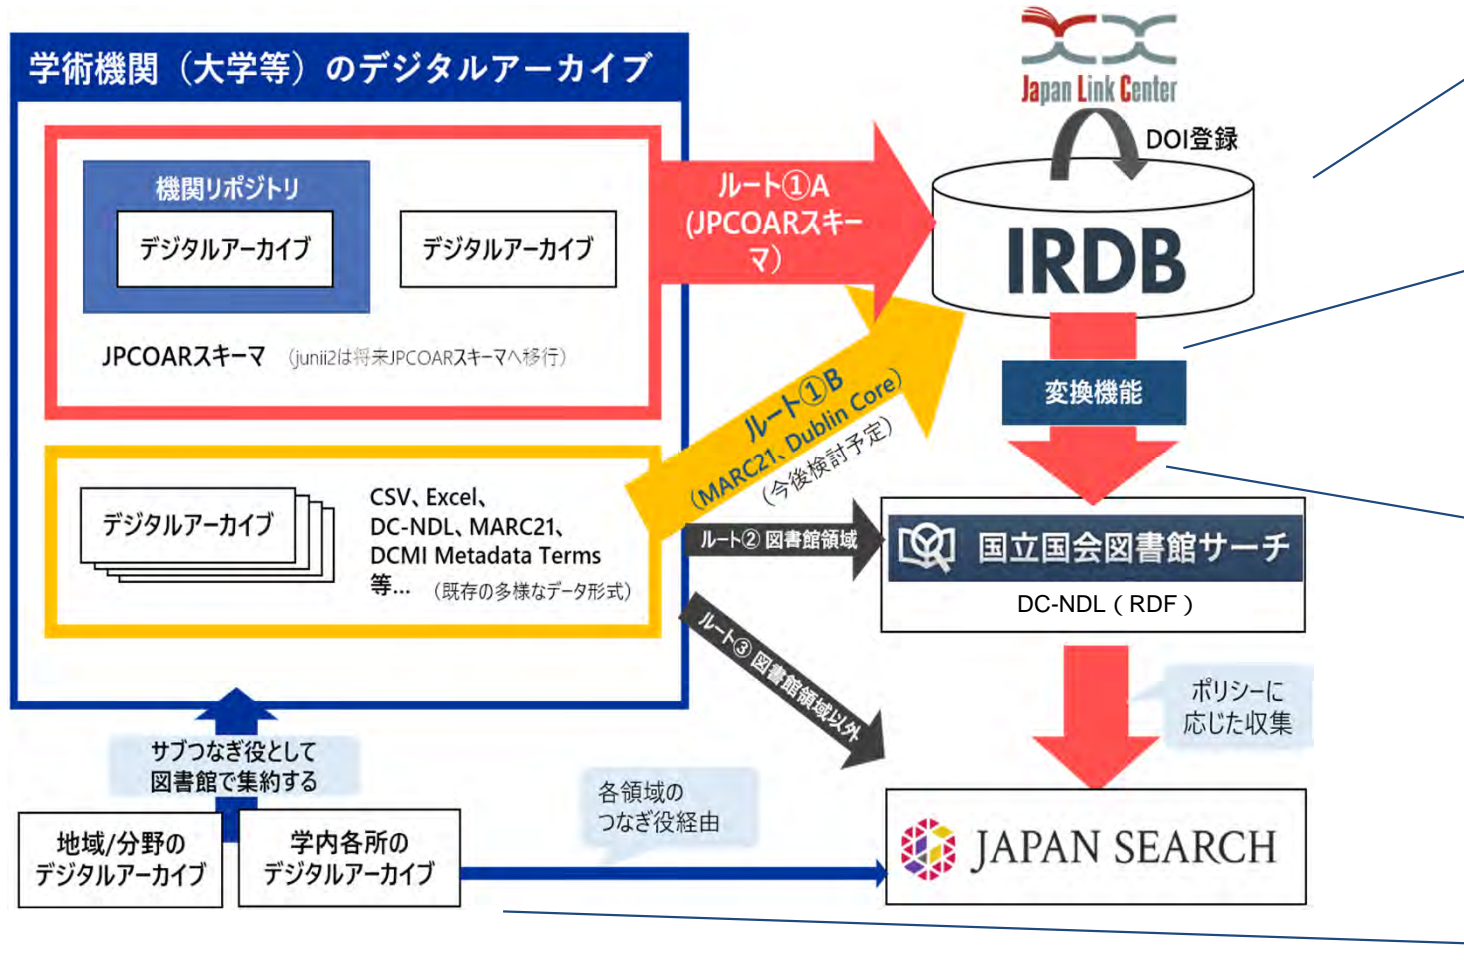 学術機関（大学等）のデジタルアーカイブ
機関リポジトリ
デジタルアーカイブ
デジタルアーカイブ
JPCOARスキーマ （junii2は将来JPCOARスキーマへ移行）
デジタルアーカイブ
CSV、Excel、
DC-NDL、MARC21、
DCMI Metadata Terms
等... （既存の多様なデータ形式）
サブつなぎ役として
図書館で集約する
地域/分野の
デジタルアーカイブ
学内各所の
デジタルアーカイブ
各領域の
つなぎ役経由
ルート①A
(JPCOARスキー
マ)
ルート①B
（MARC21、Dublin Core）
（今後検討予定）
ルート② 図書館領域
ルート③ 図書館領域以外
Japan Link Center
DOI登録
IRDB
変換機能
国立国会図書館サーチ
DC-NDL（RDF）
ポリシーに
応じた収集
JAPAN SEARCH